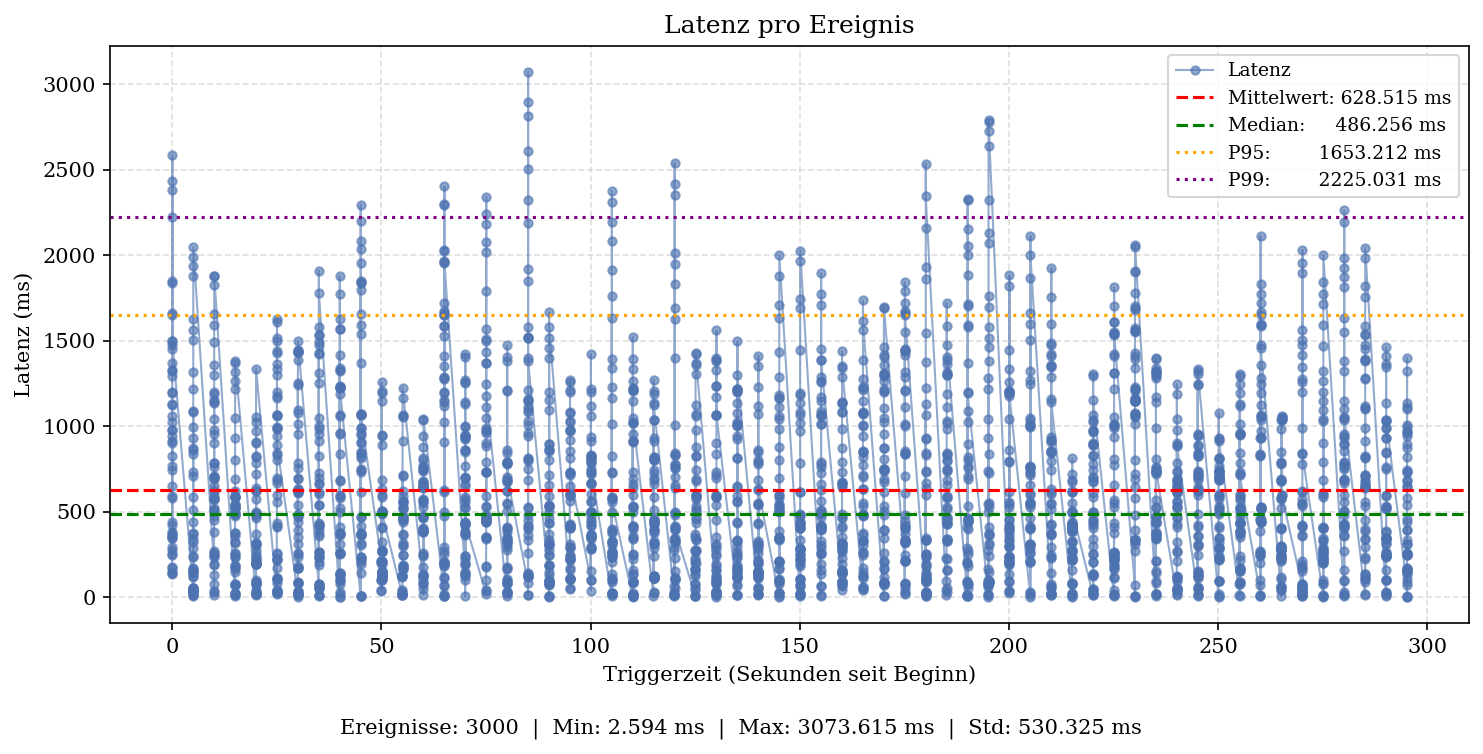 Latenz pro Ereignis
Latenz
Mittelwert: 628.515 ms
Median: 486.256 ms
P95: 1653.212 ms
P99: 2225.031 ms
Latenz (ms)
3000
2500
2000
1500
1000
500
0
0 50 100 150 200 250 300
Triggerzeit (Sekunden seit Beginn)
Ereignisse: 3000 | Min: 2.594 ms | Max: 3073.615 ms | Std: 530.325 ms